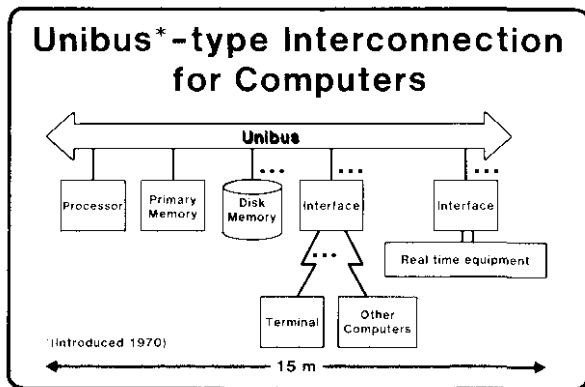 Unibus*-type Interconnection
for Computers
Unibus
Processor
Primary
Memory
Disk
Memory
Interface
Interface
Real time equipment
Terminal
Other
Computers
*(Introduced 1970)
15 m